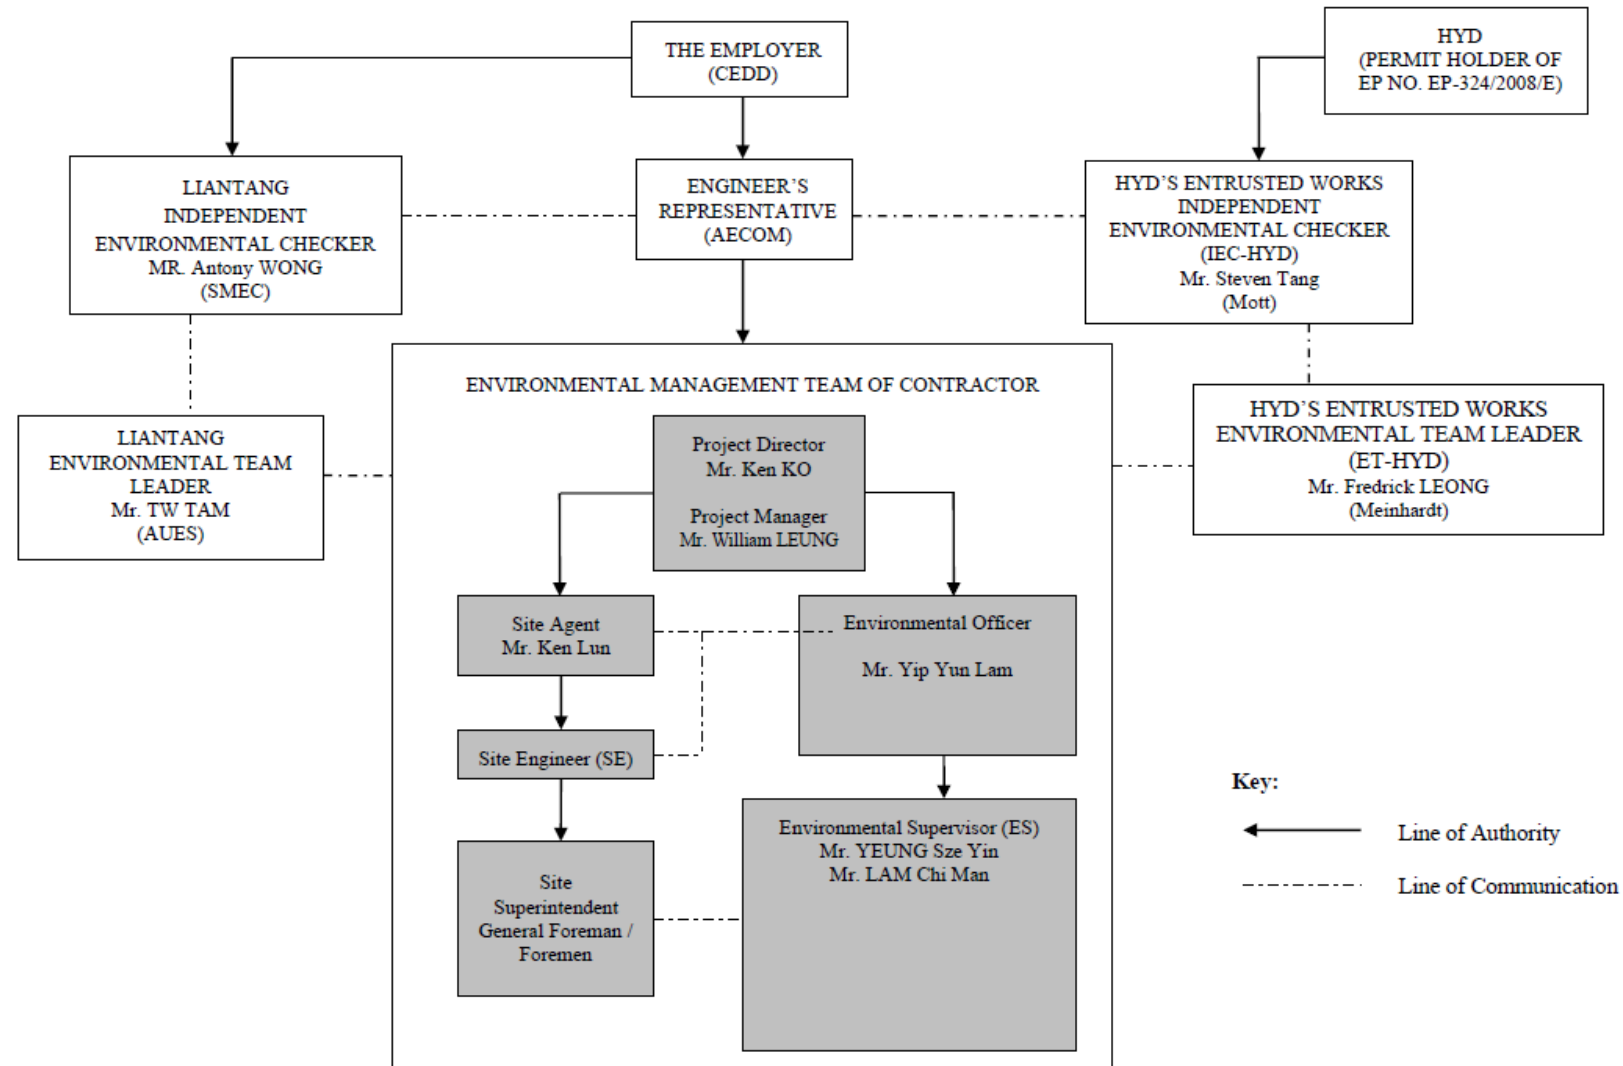 THE EMPLOYER
(CEDD)
HYD
(PERMIT HOLDER OF
EP NO. EP-324/2008/E)
LIANTANG
INDEPENDENT
ENVIRONMENTAL CHECKER
MR. Antony WONG
(SMEC)
ENGINEER’S
REPRESENTATIVE
(AECOM)
HYD’S ENTRUSTED WORKS
INDEPENDENT
ENVIRONMENTAL CHECKER
(IEC-HYD)
Mr. Steven Tang
(Mott)
ENVIRONMENTAL MANAGEMENT TEAM OF CONTRACTOR
LIANTANG
ENVIRONMENTAL TEAM
LEADER
Mr. TW TAM
(AUES)
HYD’S ENTRUSTED WORKS
ENVIRONMENTAL TEAM LEADER
(ET-HYD)
Mr. Fredrick LEONG
(Meinhardt)
Project Director
Mr. Ken KO
Project Manager
Mr. William LEUNG
Site Agent
Mr. Ken Lun
Environmental Officer
Mr. Yip Yun Lam
Site Engineer (SE)
Environmental Supervisor (ES)
Mr. YEUNG Sze Yin
Mr. LAM Chi Man
Site
Superintendent
General Foreman /
Foremen
Key:
Line of Authority
Line of Communication